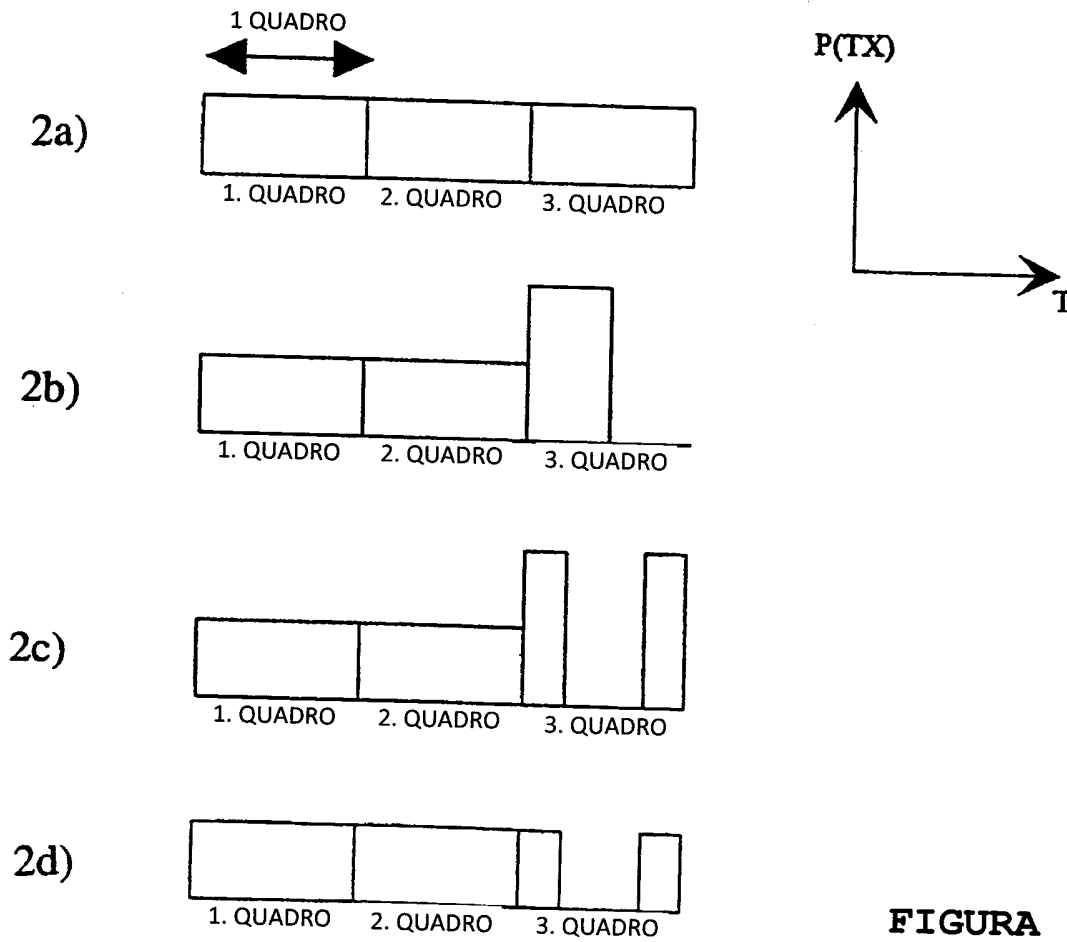 1 QUADRO
P(TX)
2a)
1. QUADRO 2. QUADRO 3. QUADRO
T
2b)
1. QUADRO 2. QUADRO 3. QUADRO
2c)
1. QUADRO 2. QUADRO 3. QUADRO
2d)
1. QUADRO 2. QUADRO 3. QUADRO
FIGURA